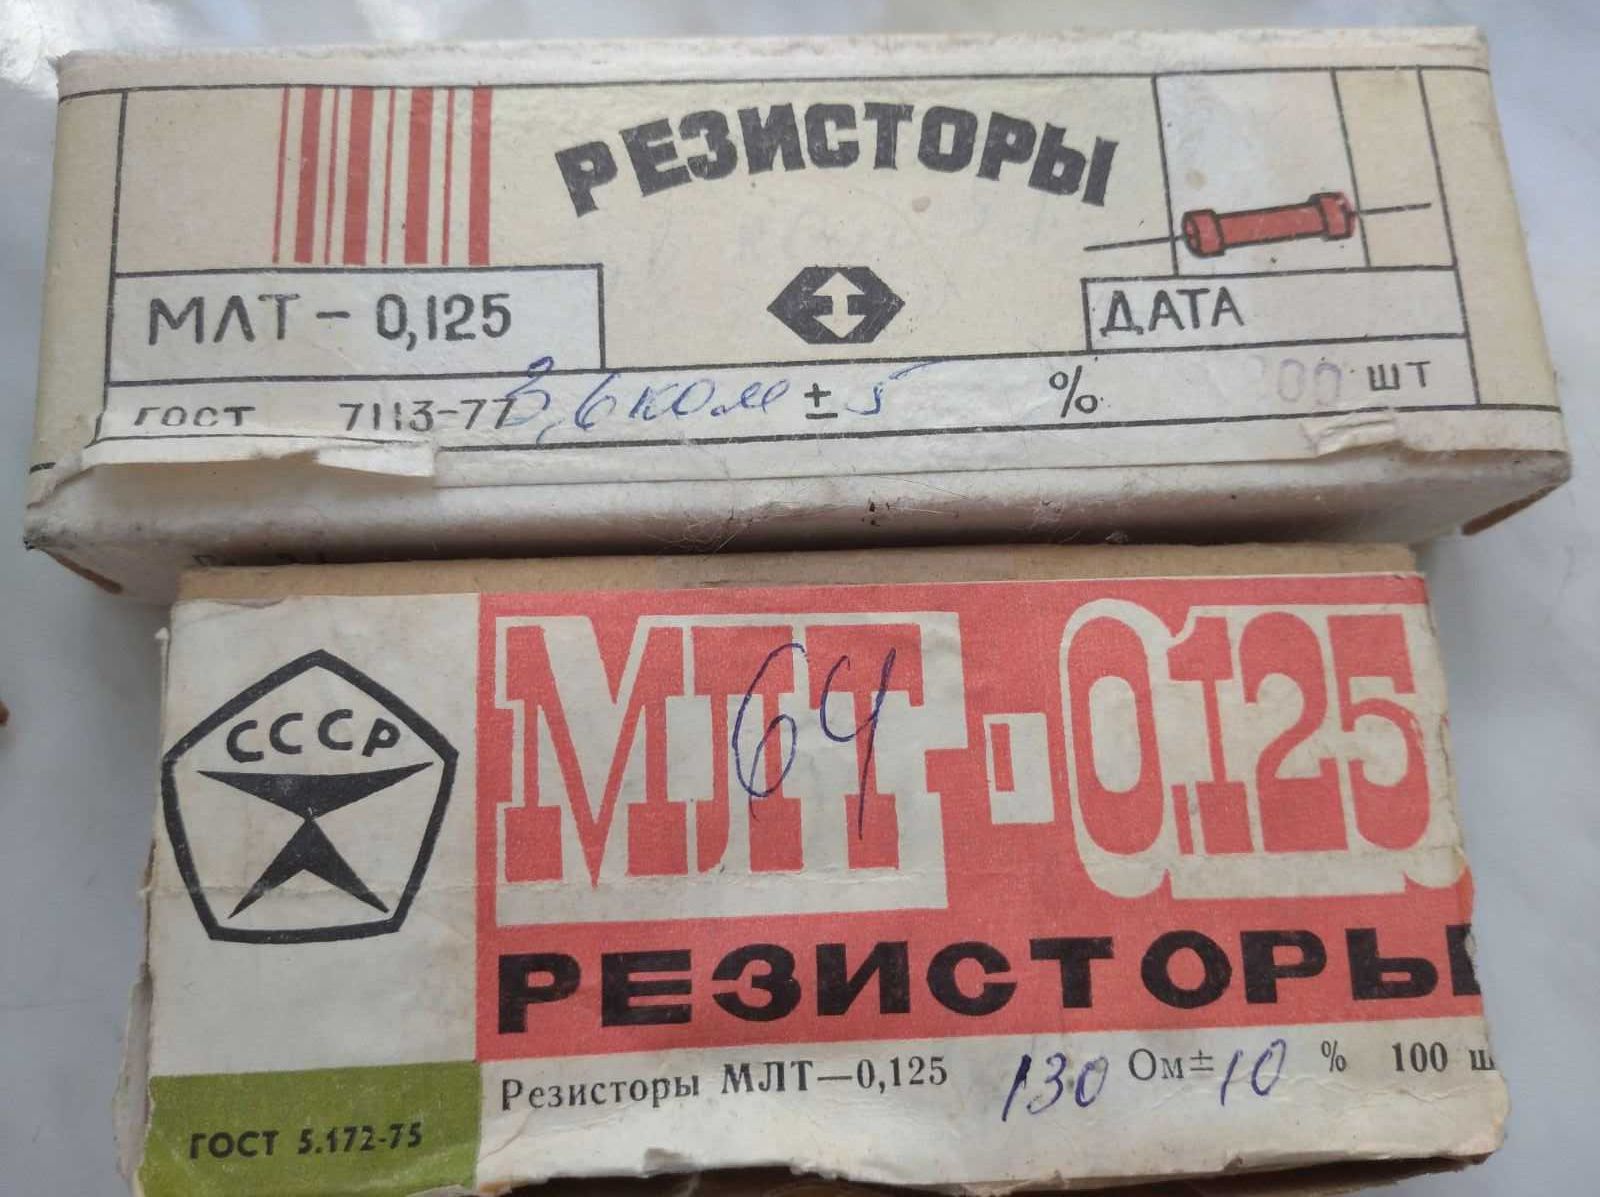 РЕЗИСТОРЫ
МЛТ - 0,125
ДАТА
ГОСТ 7113-77 3,6 ком ± 5 % 00 шт
СССР
МЛТ-0,125
64
РЕЗИСТОРЫ
Резисторы МЛТ—0,125 130 Ом ± 10 % 100 ш
ГОСТ 5.172-75